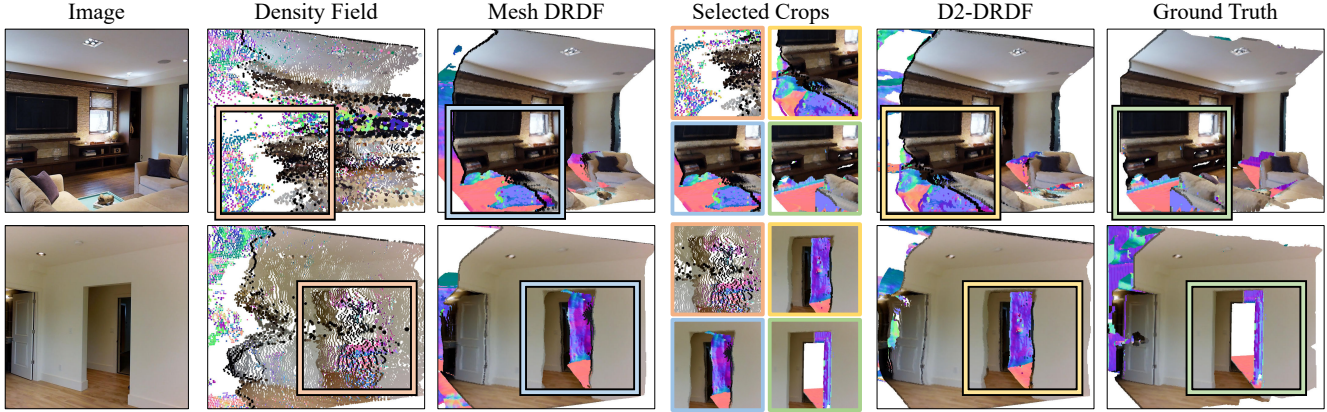 Image
Density Field
Mesh DRDF
Selected Crops
D2-DRDF
Ground Truth